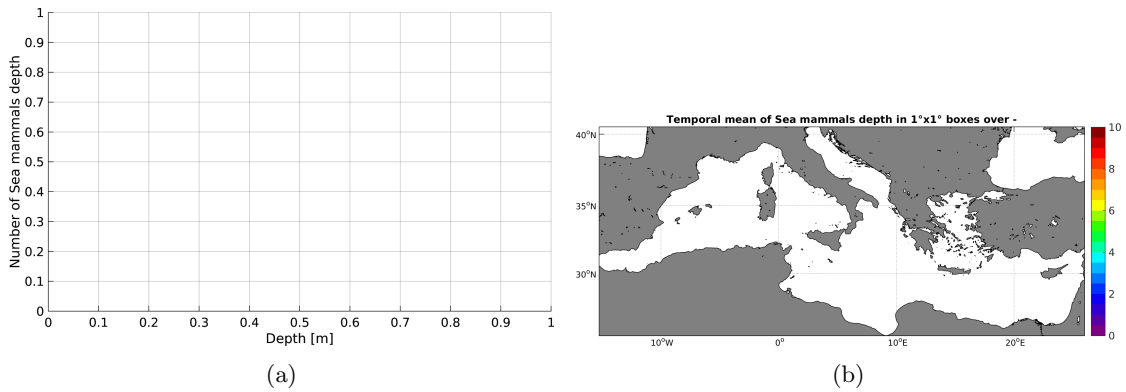 1
0.9
0.8
0.7
0.6
0.5
0.4
0.3
0.2
0.1
0
Number of Sea mammals depth
0 0.1 0.2 0.3 0.4 0.5 0.6 0.7 0.8 0.9 1
Depth [m]
(a)
Temporal mean of Sea mammals depth in 1°x1° boxes over -
40°N
35°N
30°N
10°W 0° 10°E 20°E
10
8
6
4
2
0
(b)